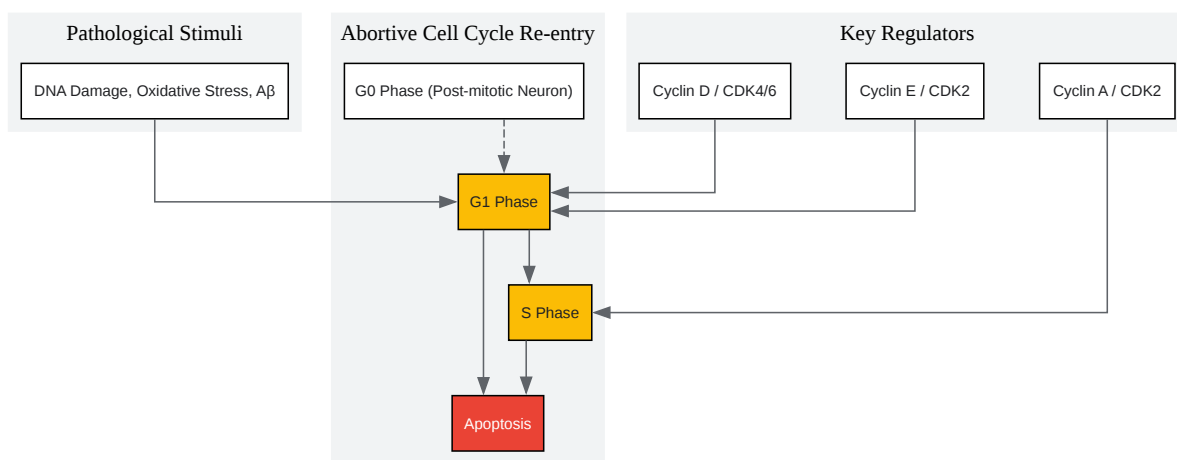 Pathological Stimuli
Abortive Cell Cycle Re-entry
Key Regulators
DNA Damage, Oxidative Stress, Aβ
G0 Phase (Post-mitotic Neuron)
Cyclin D / CDK4/6
Cyclin E / CDK2
Cyclin A / CDK2
G1 Phase
S Phase
Apoptosis